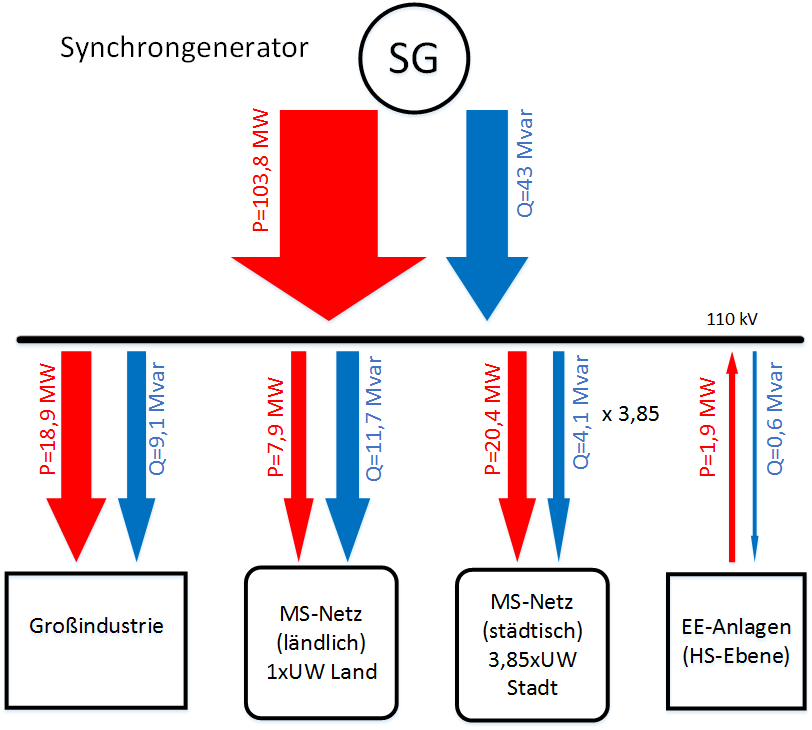 Synchrongenerator
SG
P=103,8 MW
Q=43 Mvar
110 kV
P=18,9 MW
Q=9,1 Mvar
P=7,9 MW
Q=11,7 Mvar
P=20,4 MW
Q=4,1 Mvar
x 3,85
P=1,9 MW
Q=0,6 Mvar
Großindustrie
MS-Netz
(ländlich)
1xUW Land
MS-Netz
(städtisch)
3,85xUW
Stadt
EE-Anlagen
(HS-Ebene)